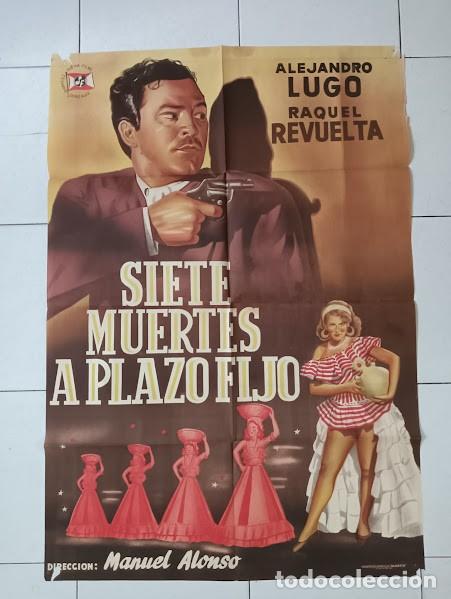 ALEJANDRO
LUGO
RAQUEL
REVUELTA
SIETE
MUERTES
A PLAZO FIJO
DIRECCION: Manuel Alonso
todocoleccion